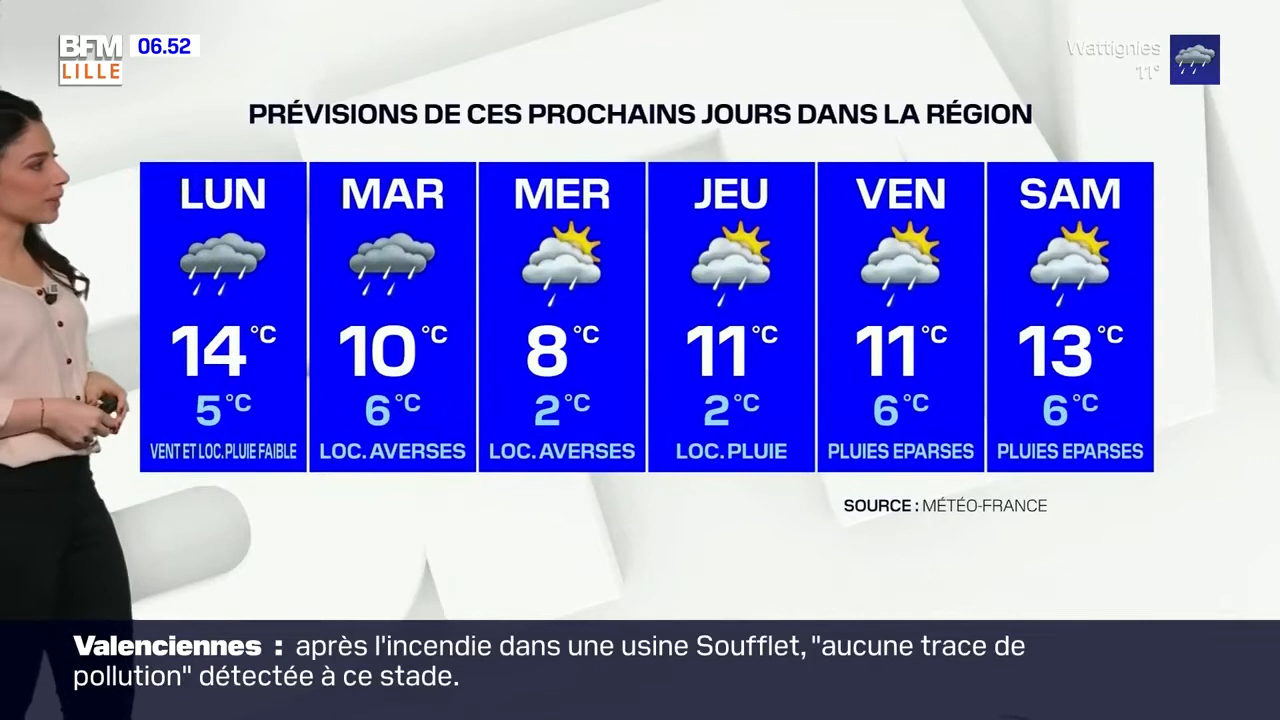 BFM 06.52
LILLE
Wattignies
11°
PRÉVISIONS DE CES PROCHAINS JOURS DANS LA RÉGION
LUN MAR MER JEU VEN SAM
14°C 10°C 8°C 11°C 11°C 13°C
5°C 6°C 2°C 2°C 6°C 6°C
VENT ET LOC. PLUIE FAIBLE LOC. AVERSES LOC. AVERSES LOC. PLUIE PLUIES EPARSES PLUIES EPARSES
SOURCE : MÉTÉO-FRANCE
Valenciennes : après l'incendie dans une usine Soufflet, "aucune trace de
pollution" détectée à ce stade.